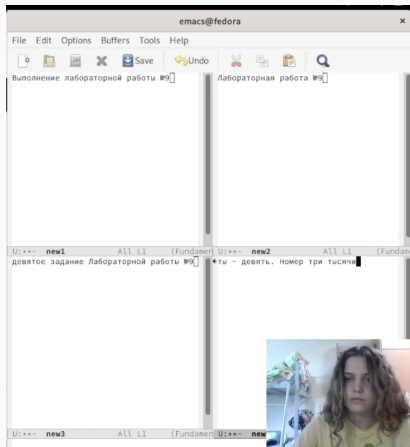 emacs@fedora
File Edit Options Buffers Tools Help
Save Undo
Выполнение лабораторной работы №9
Лабораторная работа №9
U:**- new1 All L1 (Fundamen
U:**- new2 All L1 (Fundamen
девятое задание Лабораторной работы №9
ты - девять. Номер три тысячи
U:**- new3 All L1 (Fundamen
U:**- new